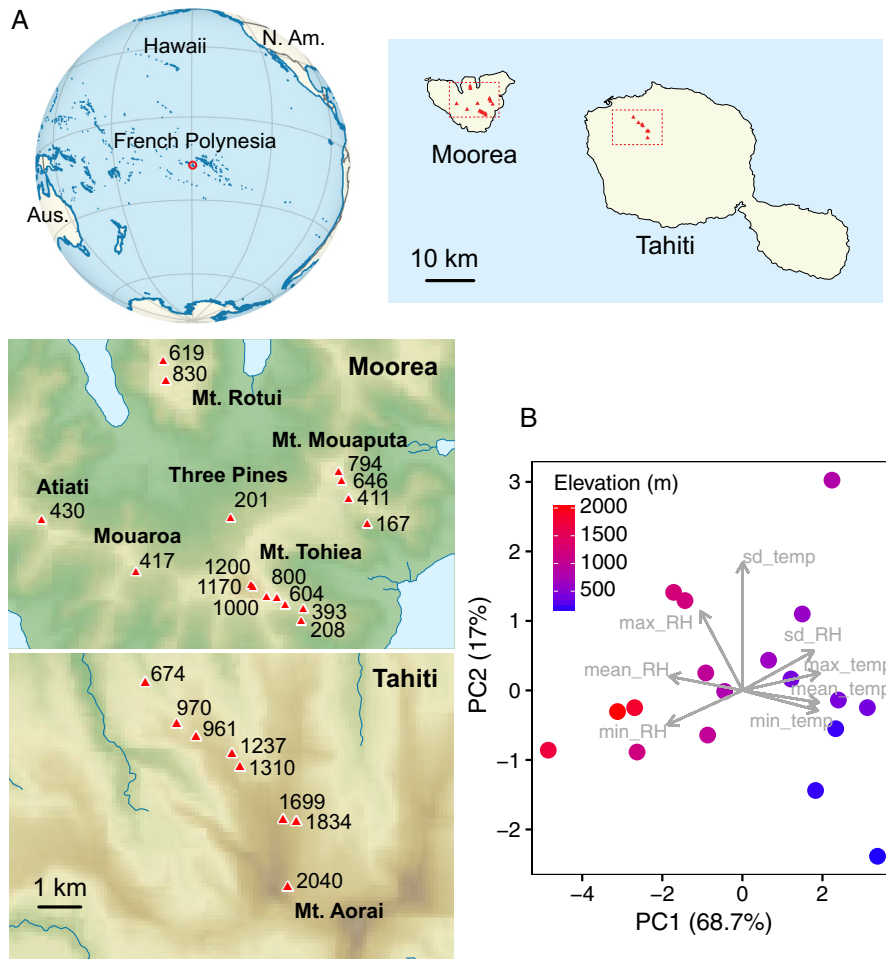 A
Hawaii
N. Am.
French Polynesia
Aus.
Moorea
Tahiti
10 km
619
830
Mt. Rotui
Moorea
Mt. Mouaputa
794
646
411
167
Three Pines
201
Atiati
430
Mouaroa
417
Mt. Tohiea
1200
1170
1000
800
604
393
208
Tahiti
674
970
961
1237
1310
1699
1834
2040
Mt. Aorai
1 km
B
Elevation (m)
2000
1500
1000
500
sd_temp
max_RH
sd_RH
mean_RH
max_temp
mean_temp
min_RH
min_temp
3
2
1
0
−1
−2
PC2 (17%)
−4
−2
0
2
PC1 (68.7%)